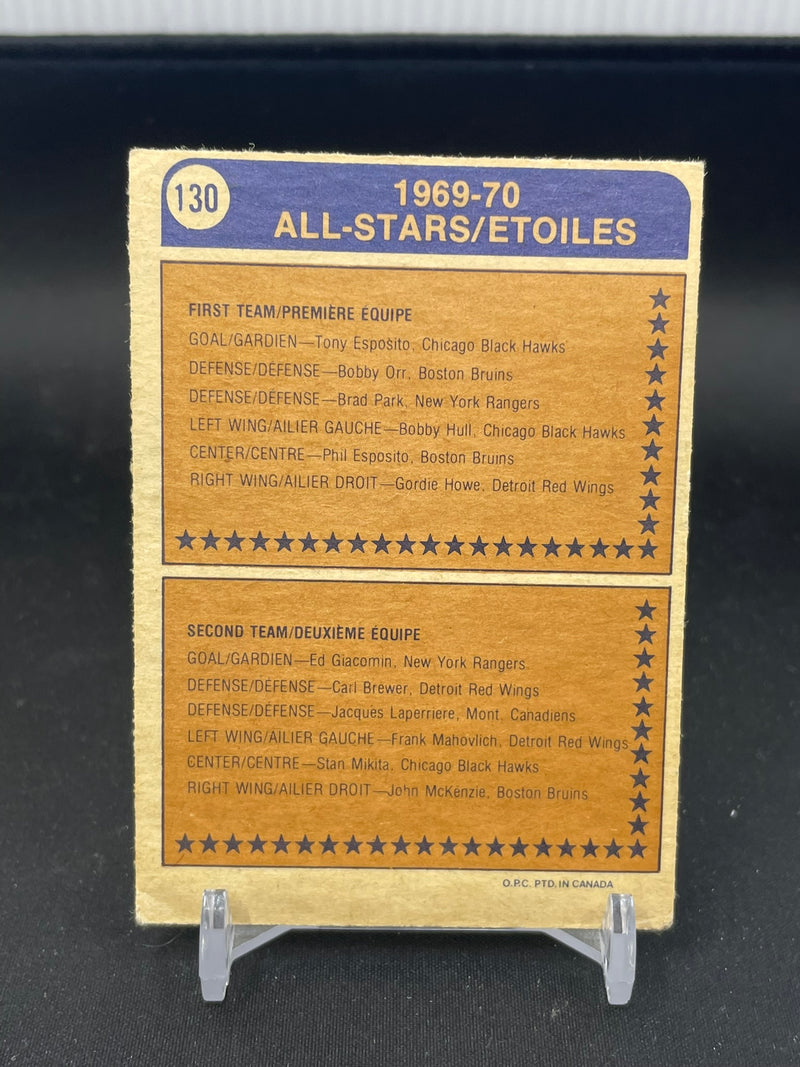 130
1969-70
ALL-STARS/ETOILES
FIRST TEAM/PREMIÈRE ÉQUIPE
GOAL/GARDIEN—Tony Esposito, Chicago Black Hawks
DEFENSE/DÉFENSE—Bobby Orr, Boston Bruins
DEFENSE/DÉFENSE—Brad Park, New York Rangers
LEFT WING/AILIER GAUCHE—Bobby Hull, Chicago Black Hawks
CENTER/CENTRE—Phil Esposito, Boston Bruins
RIGHT WING/AILIER DROIT—Gordie Howe, Detroit Red Wings
SECOND TEAM/DEUXIÈME ÉQUIPE
GOAL/GARDIEN—Ed Giacomin, New York Rangers
DEFENSE/DÉFENSE—Carl Brewer, Detroit Red Wings
DEFENSE/DÉFENSE—Jacques Laperriere, Mont. Canadiens
LEFT WING/AILIER GAUCHE—Frank Mahovlich, Detroit Red Wings
CENTER/CENTRE—Stan Mikita, Chicago Black Hawks
RIGHT WING/AILIER DROIT—John McKenzie, Boston Bruins
O.P.C. PTD. IN CANADA